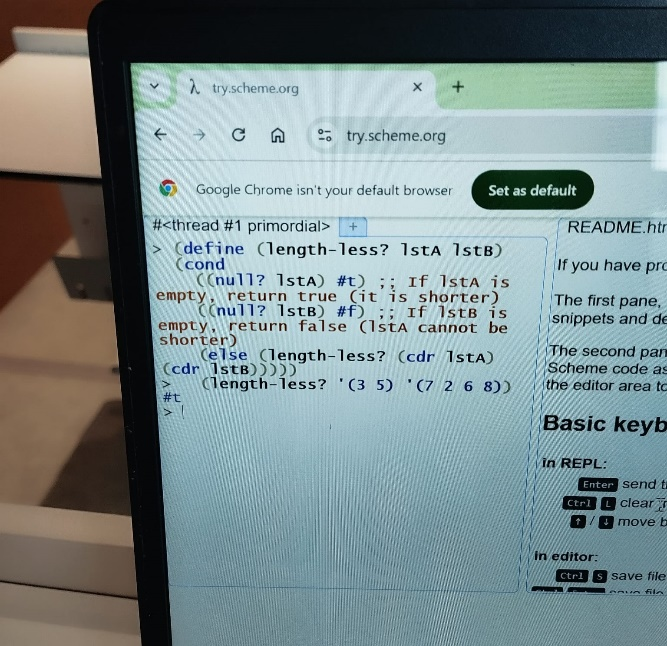 try.scheme.org
try.scheme.org
Google Chrome isn't your default browser Set as default
#<thread #1 primordial> +
> (define (length-less? lstA lstB)
(cond
((null? lstA) #t) ;; If lstA is
empty, return true (it is shorter)
((null? lstB) #f) ;; If lstB is
empty, return false (lstA cannot be
shorter)
(else (length-less? (cdr lstA)
(cdr lstB)))))
> (length-less? '(3 5) '(7 2 6 8))
#t
>
README.htm
If you have pro
The first pane,
snippets and de
The second pan
Scheme code as
the editor area to
Basic keyb
in REPL:
Enter send t
Ctrl L clear
↑ / ↓ move b
in editor:
Ctrl S save file